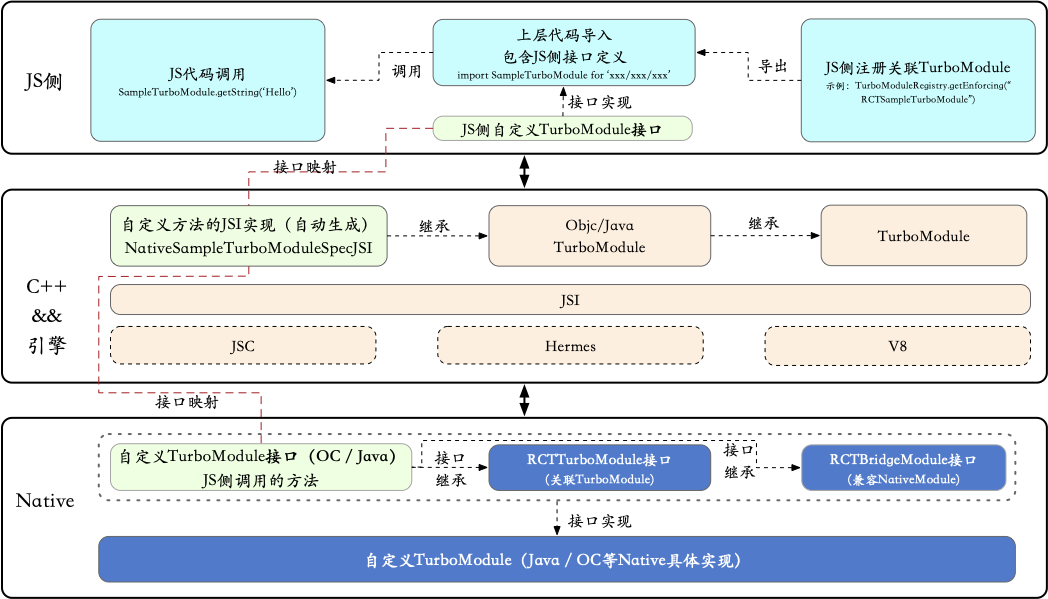 JS侧
JS代码调用
SampleTurboModule.getString(‘Hello’)
调用
上层代码导入
包含JS侧接口定义
import SampleTurboModule for ‘xxx/xxx/xxx’
导出
JS侧注册关联TurboModule
示例：TurboModuleRegistry.getEnforcing(“
RCTSampleTurboModule”)
接口实现
JS侧自定义TurboModule接口
接口映射
C++
&&
引擎
自定义方法的JSI实现（自动生成）
NativeSampleTurboModuleSpecJSI
继承
Objc/Java
TurboModule
继承
TurboModule
JSI
JSC
Hermes
V8
接口映射
Native
自定义TurboModule接口（OC / Java）
JS侧调用的方法
接口
继承
RCTTurboModule接口
(关联TurboModule)
接口
继承
RCTBridgeModule接口
(兼容NativeModule)
接口实现
自定义TurboModule（Java / OC等Native具体实现）